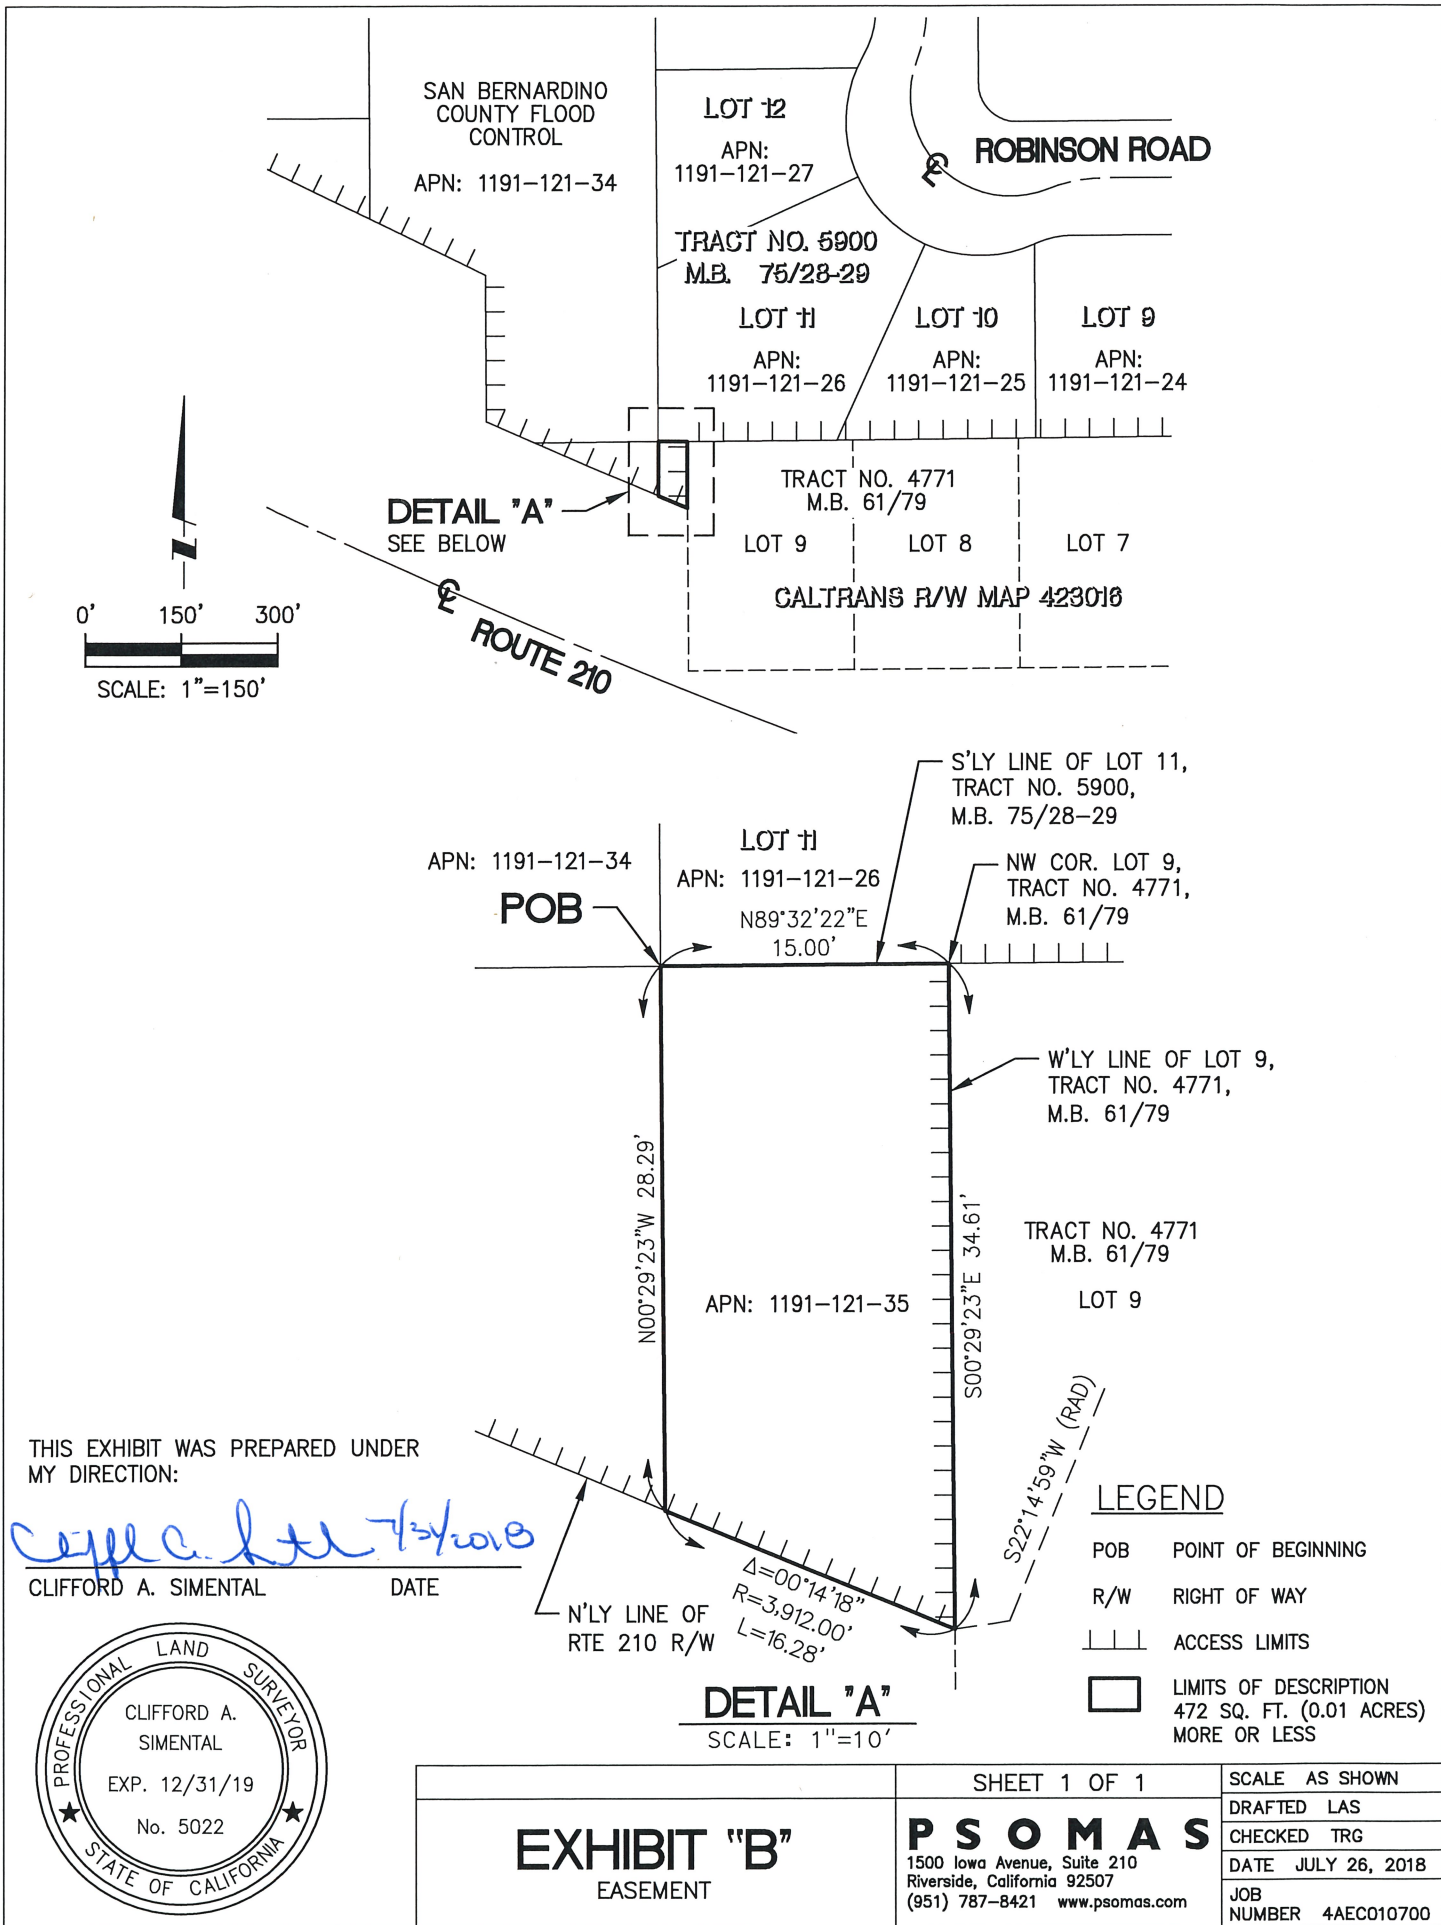 SAN BERNARDINO
COUNTY FLOOD
CONTROL
APN: 1191-121-34
LOT 12
APN:
1191-121-27
℄ ROBINSON ROAD
TRACT NO. 5900
M.B. 75/28-29
LOT 11
APN:
1191-121-26
LOT 10
APN:
1191-121-25
LOT 9
APN:
1191-121-24
DETAIL "A"
SEE BELOW
TRACT NO. 4771
M.B. 61/79
LOT 9
LOT 8
LOT 7
CALTRANS R/W MAP 423016
℄ ROUTE 210
N
0' 150' 300'
SCALE: 1"=150'
S'LY LINE OF LOT 11,
TRACT NO. 5900,
M.B. 75/28-29
LOT 11
APN: 1191-121-34
APN: 1191-121-26
NW COR. LOT 9,
TRACT NO. 4771,
M.B. 61/79
POB
N89°32'22"E
15.00'
W'LY LINE OF LOT 9,
TRACT NO. 4771,
M.B. 61/79
N00°29'23"W 28.29'
S00°29'23"E 34.61'
TRACT NO. 4771
M.B. 61/79
LOT 9
APN: 1191-121-35
S22°14'59"W (RAD)
Δ=00°14'18"
R=3,912.00'
L=16.28'
N'LY LINE OF
RTE 210 R/W
DETAIL "A"
SCALE: 1"=10'
THIS EXHIBIT WAS PREPARED UNDER
MY DIRECTION:
7/31/2018
CLIFFORD A. SIMENTAL DATE
PROFESSIONAL LAND SURVEYOR
CLIFFORD A.
SIMENTAL
EXP. 12/31/19
No. 5022
STATE OF CALIFORNIA
LEGEND
POB POINT OF BEGINNING
R/W RIGHT OF WAY
ACCESS LIMITS
LIMITS OF DESCRIPTION
472 SQ. FT. (0.01 ACRES)
MORE OR LESS
EXHIBIT "B"
EASEMENT
SHEET 1 OF 1
PSOMAS
1500 Iowa Avenue, Suite 210
Riverside, California 92507
(951) 787-8421 www.psomas.com
SCALE AS SHOWN
DRAFTED LAS
CHECKED TRG
DATE JULY 26, 2018
JOB
NUMBER 4AEC010700